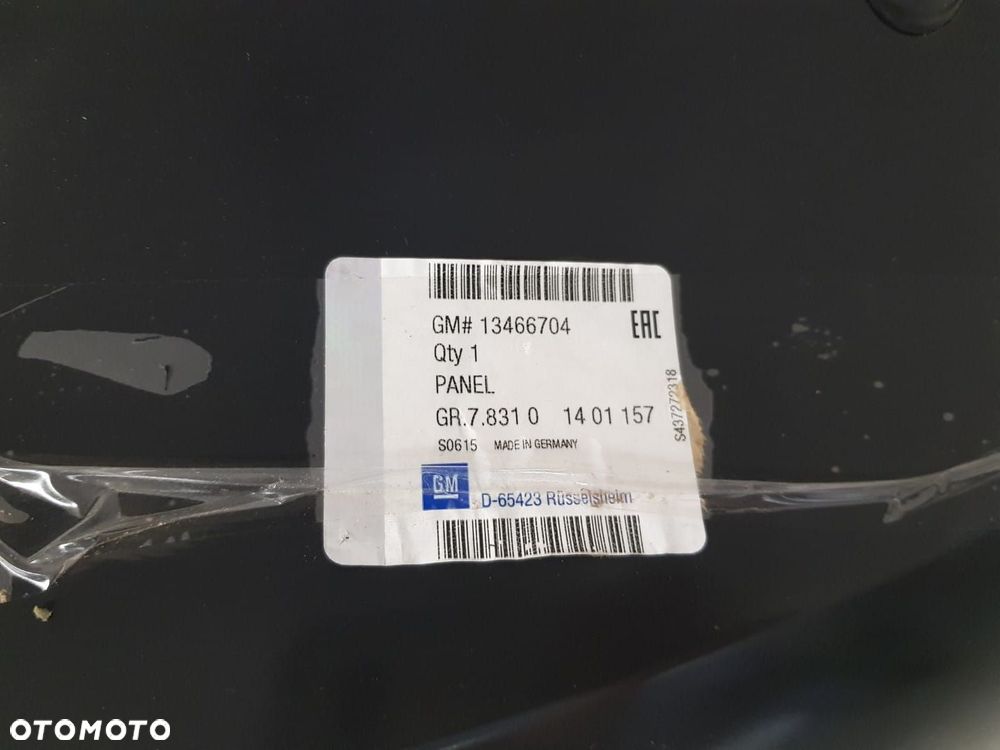 GM# 13466704
EAC
Qty 1
PANEL
GR.7.831 0 14 01 157
S0615 MADE IN GERMANY
S437272318
GM
D-65423 Rüsselsheim
OTOMOTO